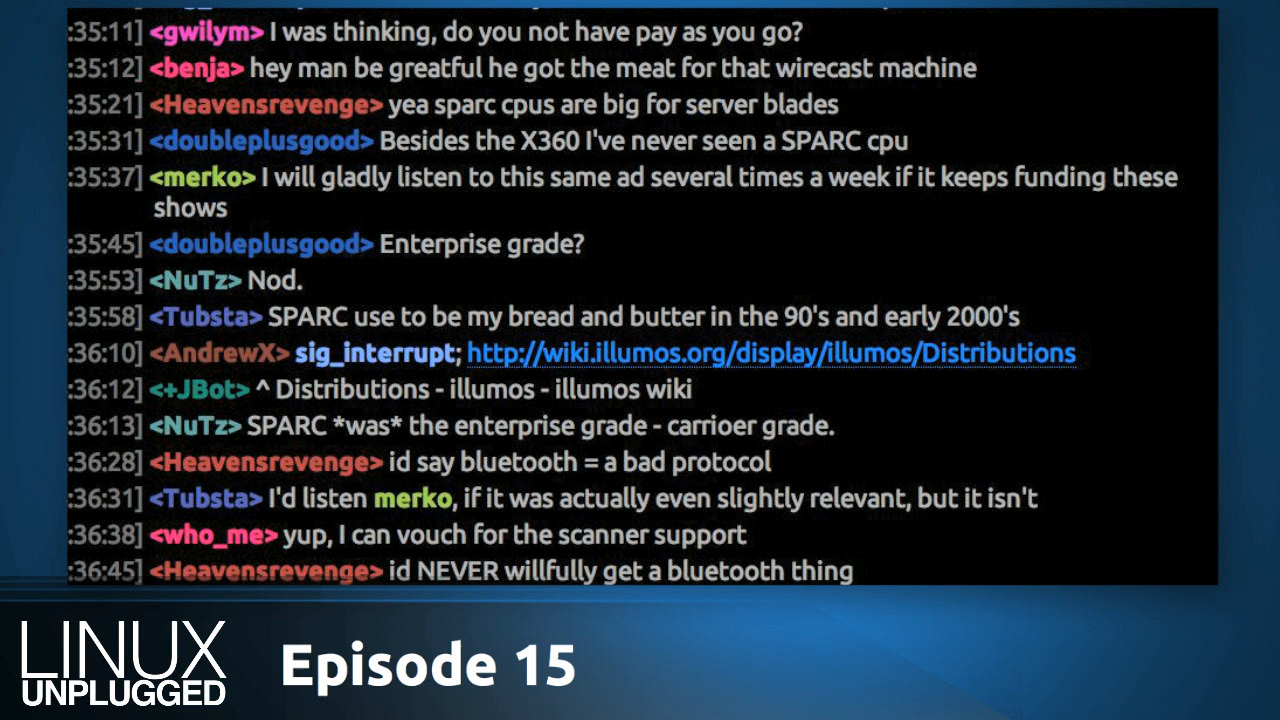 :35:11] <gwilym> I was thinking, do you not have pay as you go?
:35:12] <benja> hey man be greatful he got the meat for that wirecast machine
:35:21] <Heavensrevenge> yea sparc cpus are big for server blades
:35:31] <doubleplusgood> Besides the X360 I've never seen a SPARC cpu
:35:37] <merko> I will gladly listen to this same ad several times a week if it keeps funding these
shows
:35:45] <doubleplusgood> Enterprise grade?
:35:53] <NuTz> Nod.
:35:58] <Tubsta> SPARC use to be my bread and butter in the 90's and early 2000's
:36:10] <AndrewX> sig_interrupt; http://wiki.illumos.org/display/illumos/Distributions
:36:12] <+JBot> ^ Distributions - illumos - illumos wiki
:36:13] <NuTz> SPARC *was* the enterprise grade - carrioer grade.
:36:28] <Heavensrevenge> id say bluetooth = a bad protocol
:36:31] <Tubsta> I'd listen merko, if it was actually even slightly relevant, but it isn't
:36:38] <who_me> yup, I can vouch for the scanner support
:36:45] <Heavensrevenge> id NEVER willfully get a bluetooth thing
LINUX
UNPLUGGED
Episode 15